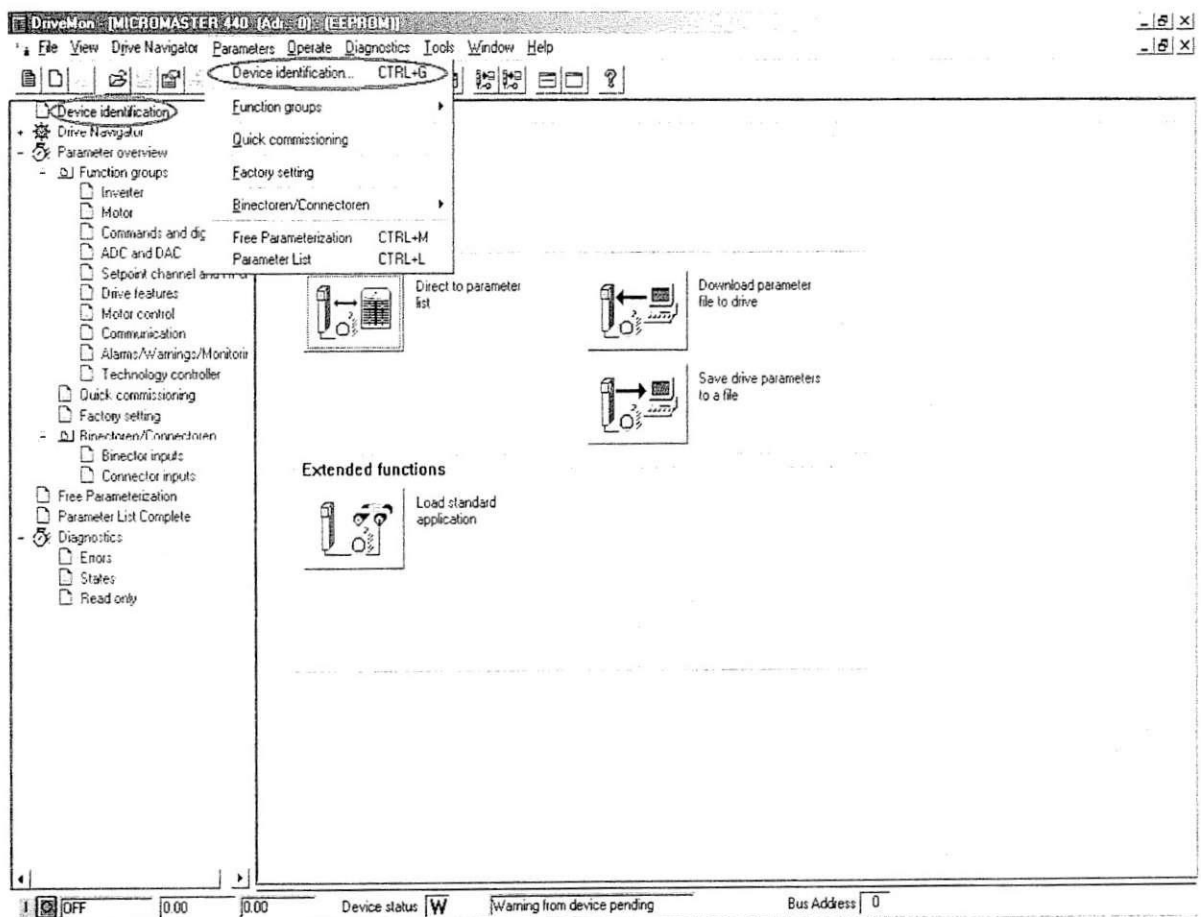 DriveMon - [MICROMASTER 440 (Adr. 0) : (EEPROM)]
File View Drive Navigator Parameters Operate Diagnostics Tools Window Help
Device identification... CTRL+G
Function groups
Quick commissioning
Factory setting
Binectoren/Connectoren
Free Parameterization CTRL+M
Parameter List CTRL+L
Device identification
Drive Navigator
Parameter overview
Function groups
Inverter
Motor
Commands and dig
ADC and DAC
Setpoint channel and
Drive features
Motor control
Communication
Alarms/Warnings/Monitorin
Technology controller
Quick commissioning
Factory setting
Binectoren/Connectoren
Binector inputs
Connector inputs
Free Parameterization
Parameter List Complete
Diagnostics
Errors
States
Read only
Direct to parameter
list
Download parameter
file to drive
Save drive parameters
to a file
Extended functions
Load standard
application
OFF 0.00 0.00 Device status W Warning from device pending Bus Address 0